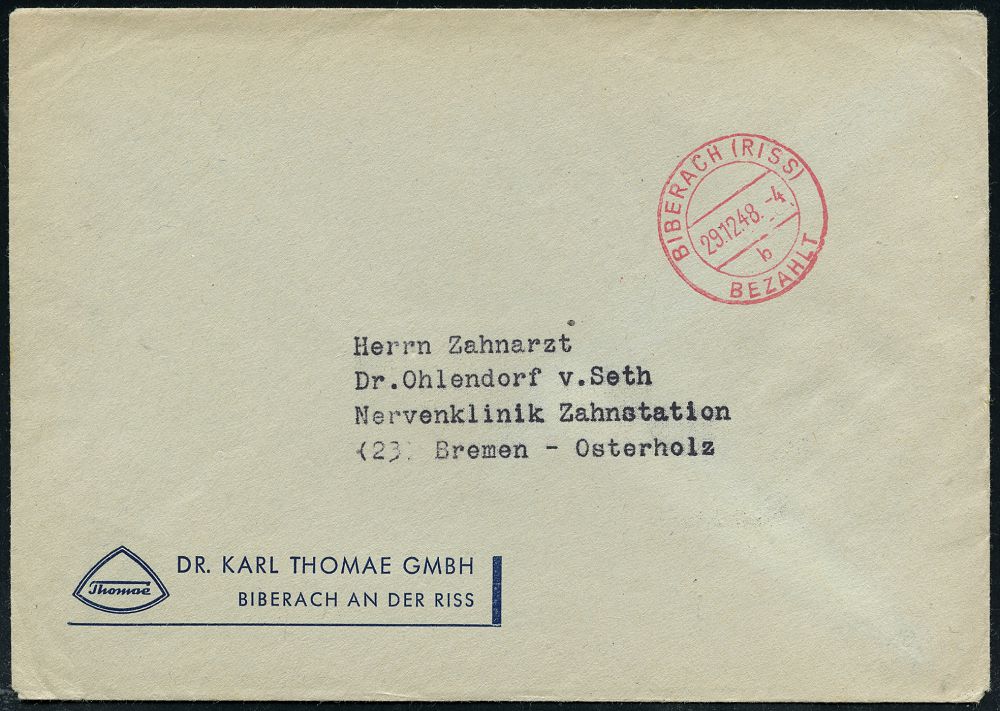 BIBERACH (RISS)
29.12.48.-4
b
BEZAHLT
Herrn Zahnarzt
Dr.Ohlendorf v.Seth
Nervenklinik Zahnstation
(23) Bremen - Osterholz
Thomae
DR. KARL THOMAE GMBH
BIBERACH AN DER RISS